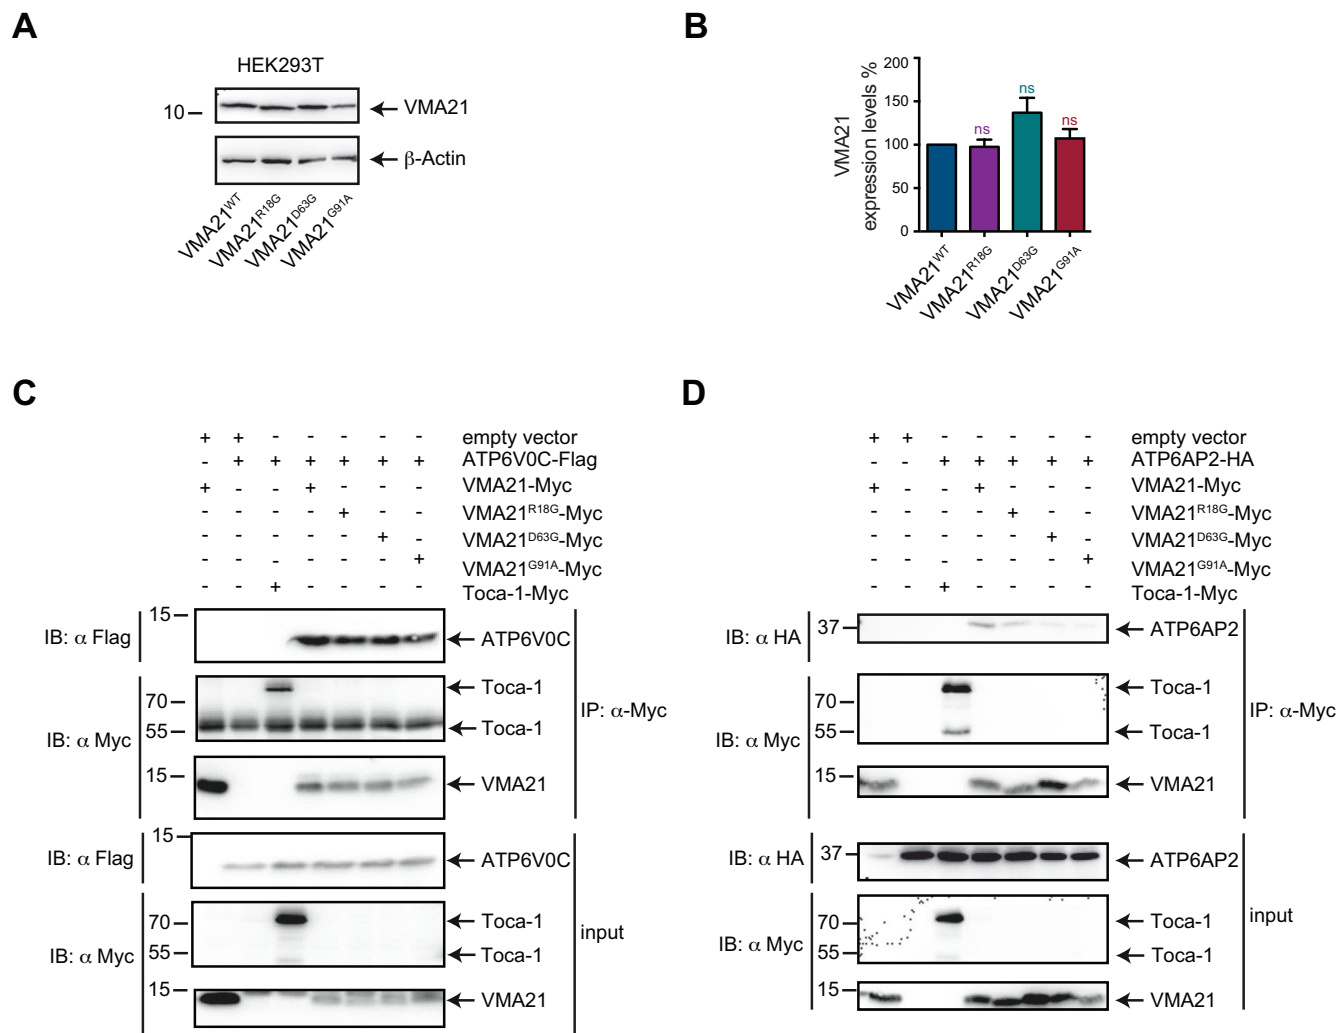 A
HEK293T
10
VMA21
β-Actin
VMA21WT
VMA21R18G
VMA21D63G
VMA21G91A
B
VMA21
expression levels %
200
150
100
50
0
ns
ns
ns
VMA21WT
VMA21R18G
VMA21D63G
VMA21G91A
C
+ + - - - - - empty vector
- + + + + + + ATP6V0C-Flag
+ - - + - - - VMA21-Myc
- - - - + - - VMA21R18G-Myc
- - - - - + - VMA21D63G-Myc
- - - - - - + VMA21G91A-Myc
- - + - - - - Toca-1-Myc
IB: α Flag
15
ATP6V0C
IB: α Myc
70
55
Toca-1
Toca-1
15
VMA21
IP: α-Myc
IB: α Flag
15
ATP6V0C
IB: α Myc
70
55
Toca-1
Toca-1
15
VMA21
input
D
+ + - - - - - empty vector
- - + + + + + ATP6AP2-HA
+ - - + - - - VMA21-Myc
- - - - + - - VMA21R18G-Myc
- - - - - + - VMA21D63G-Myc
- - - - - - + VMA21G91A-Myc
- - + - - - - Toca-1-Myc
IB: α HA
37
ATP6AP2
IB: α Myc
70
55
Toca-1
Toca-1
15
VMA21
IP: α-Myc
IB: α HA
37
ATP6AP2
IB: α Myc
70
55
Toca-1
Toca-1
15
VMA21
input